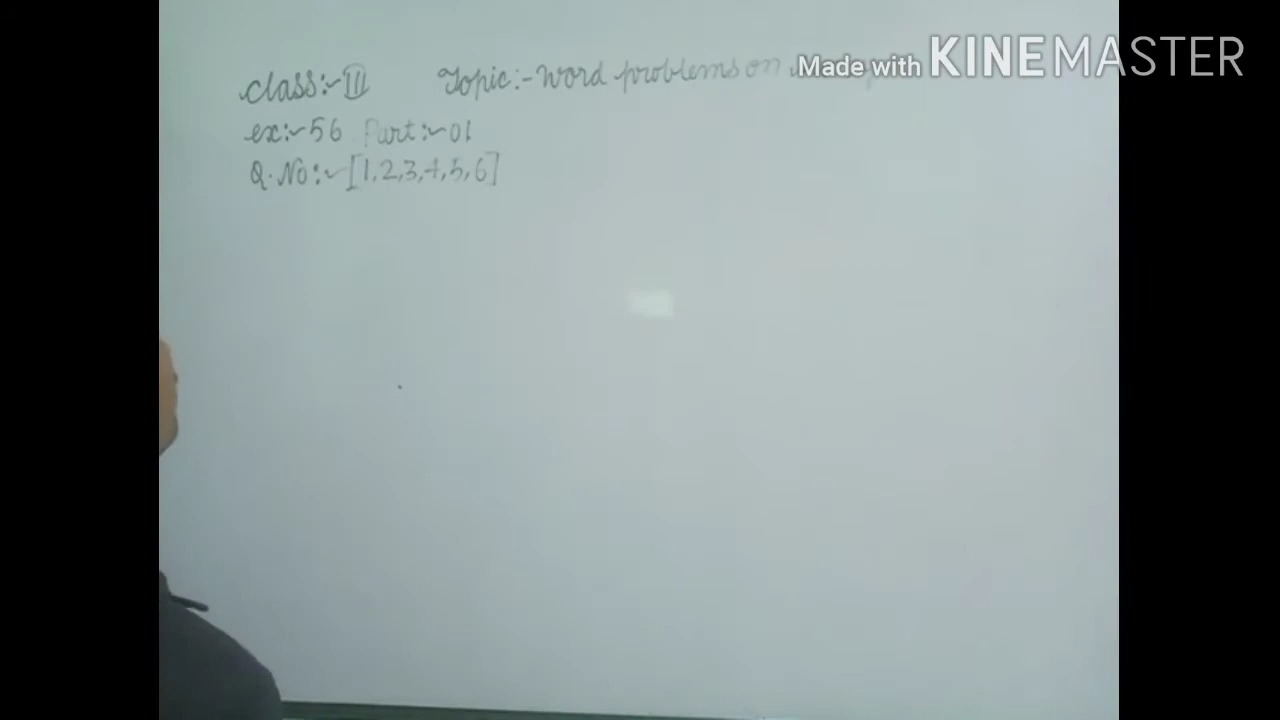 Class:- III Topic:- Word problems on
Made with KINEMASTER
ex:- 56 Part:- 01
Q. No:- [1,2,3,4,5,6]